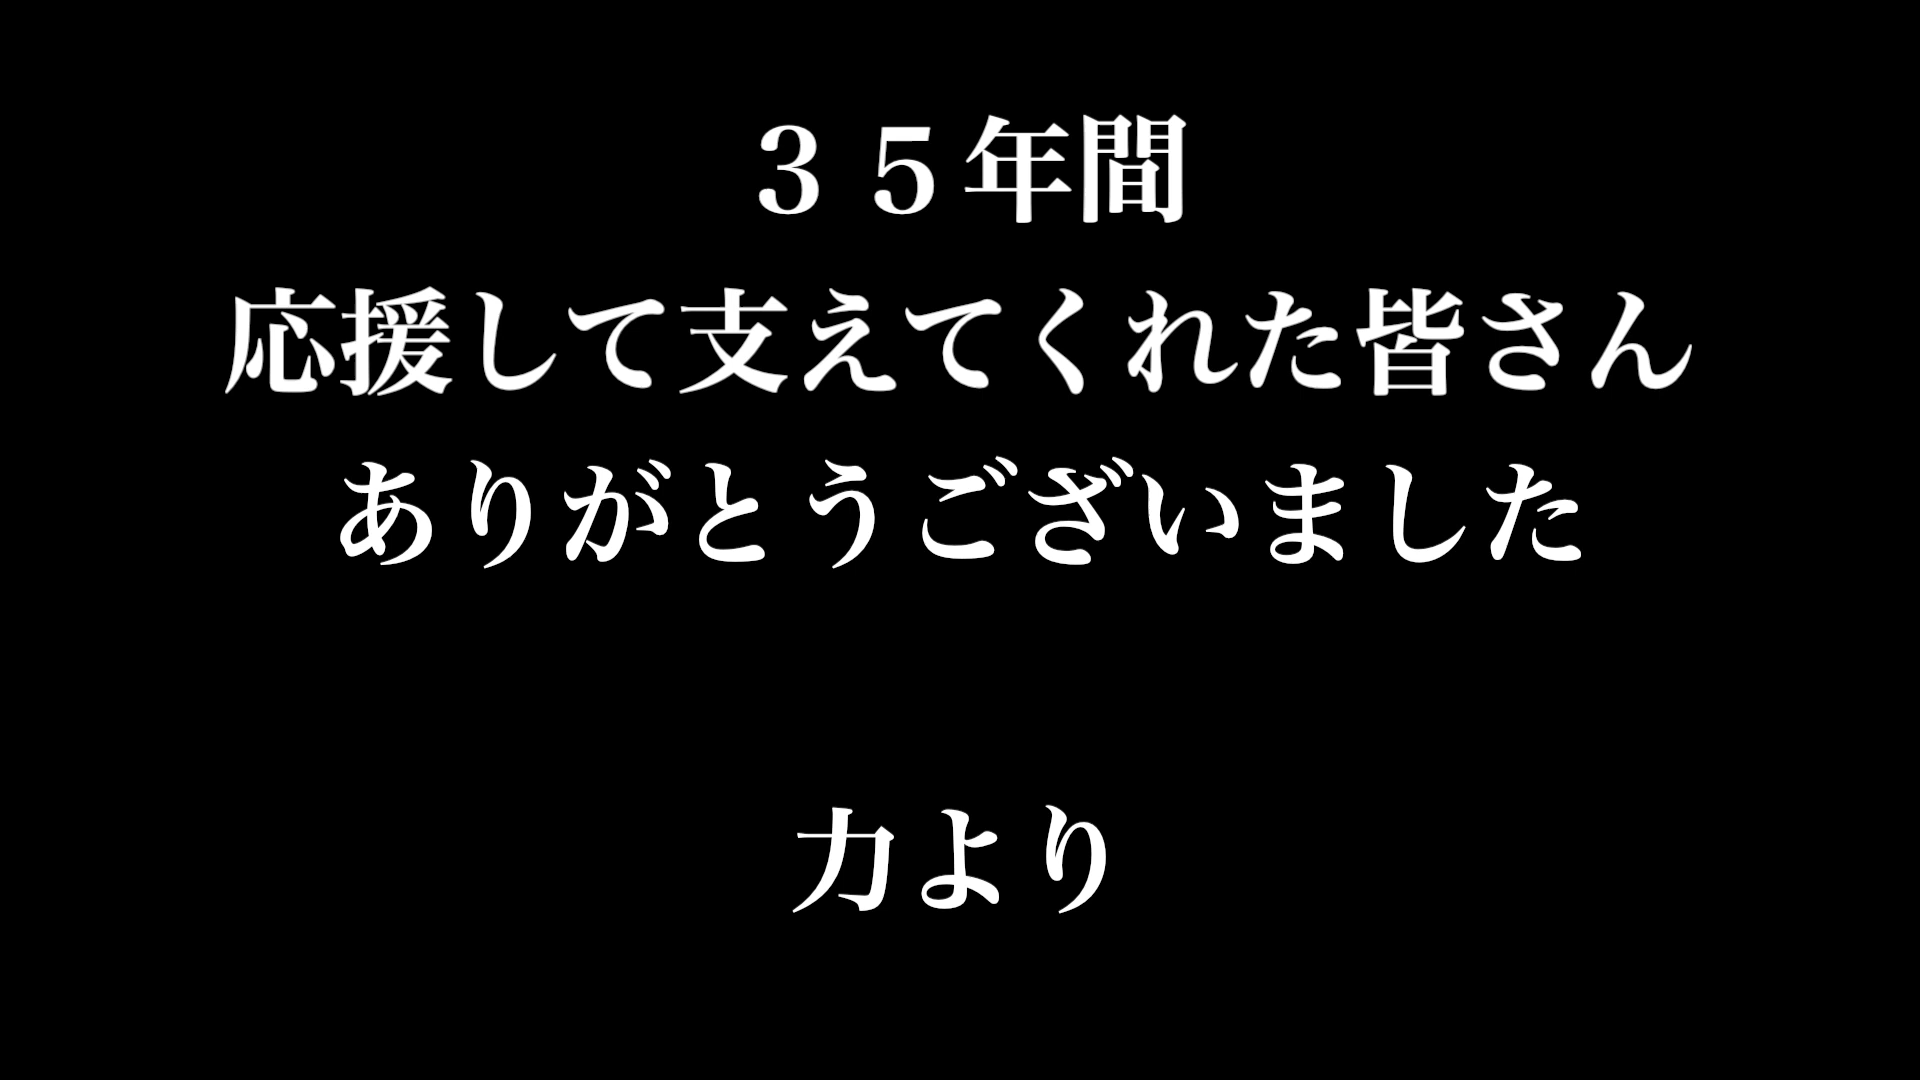 ３５年間
応援して支えてくれた皆さん
ありがとうございました
力より